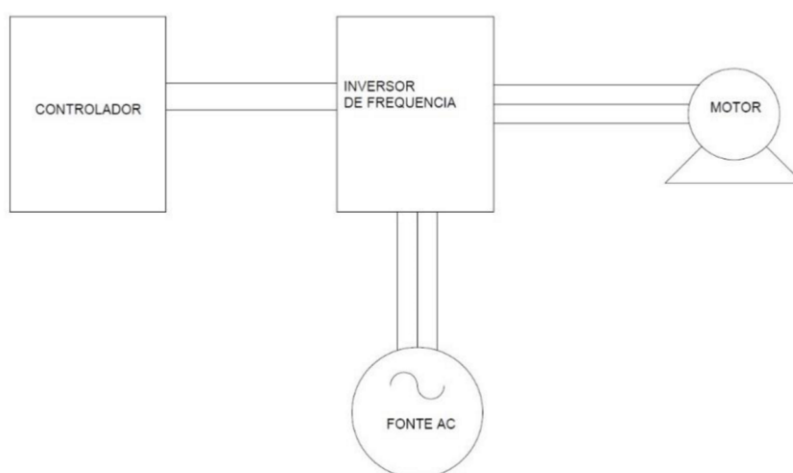 CONTROLADOR
INVERSOR
DE FREQUENCIA
MOTOR
FONTE AC